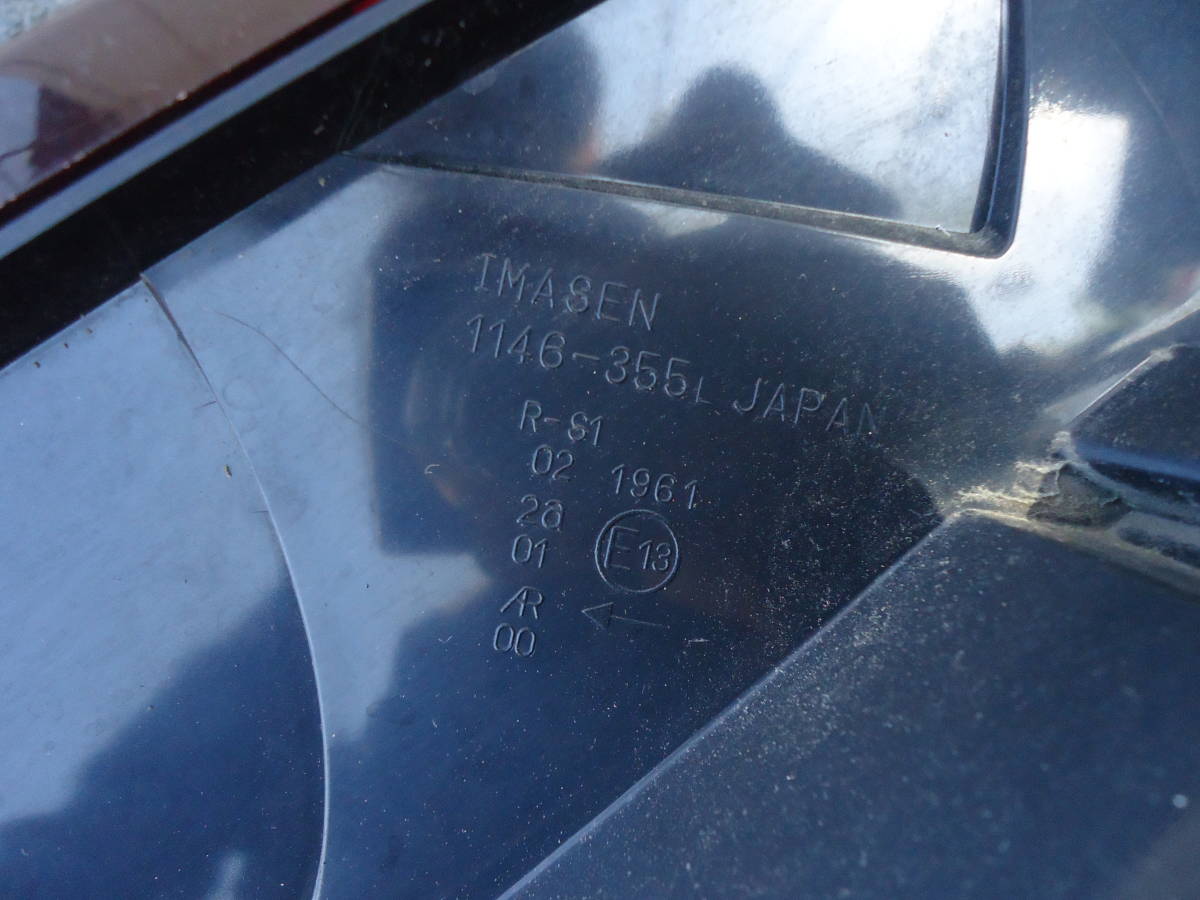 IMASEN
1146-355L JAPAN
R-S1
02 1961
2a
01 E13
AR
00